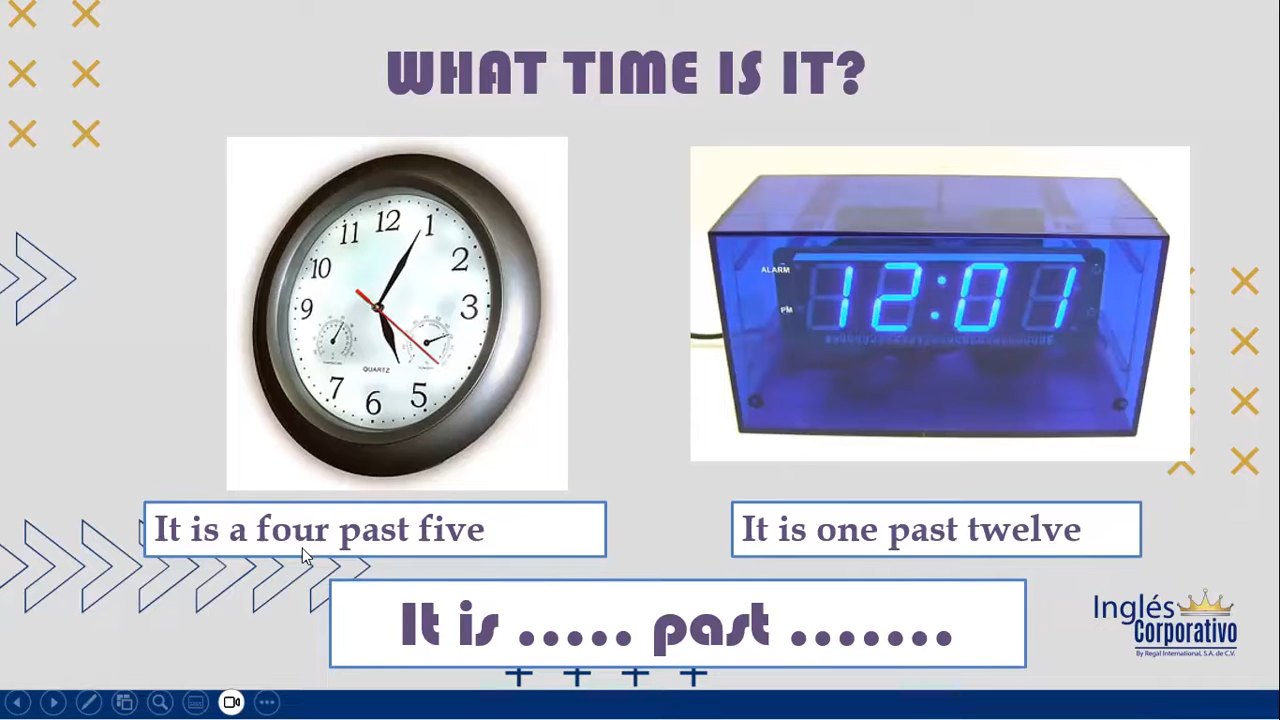 WHAT TIME IS IT?
12
1
2
3
5
6
7
9
10
11
QUARTZ
ALARM
PM
12:01
It is a four past five
It is one past twelve
It is ..... past .......
Inglés
Corporativo
By Regal International, S.A. de C.V.